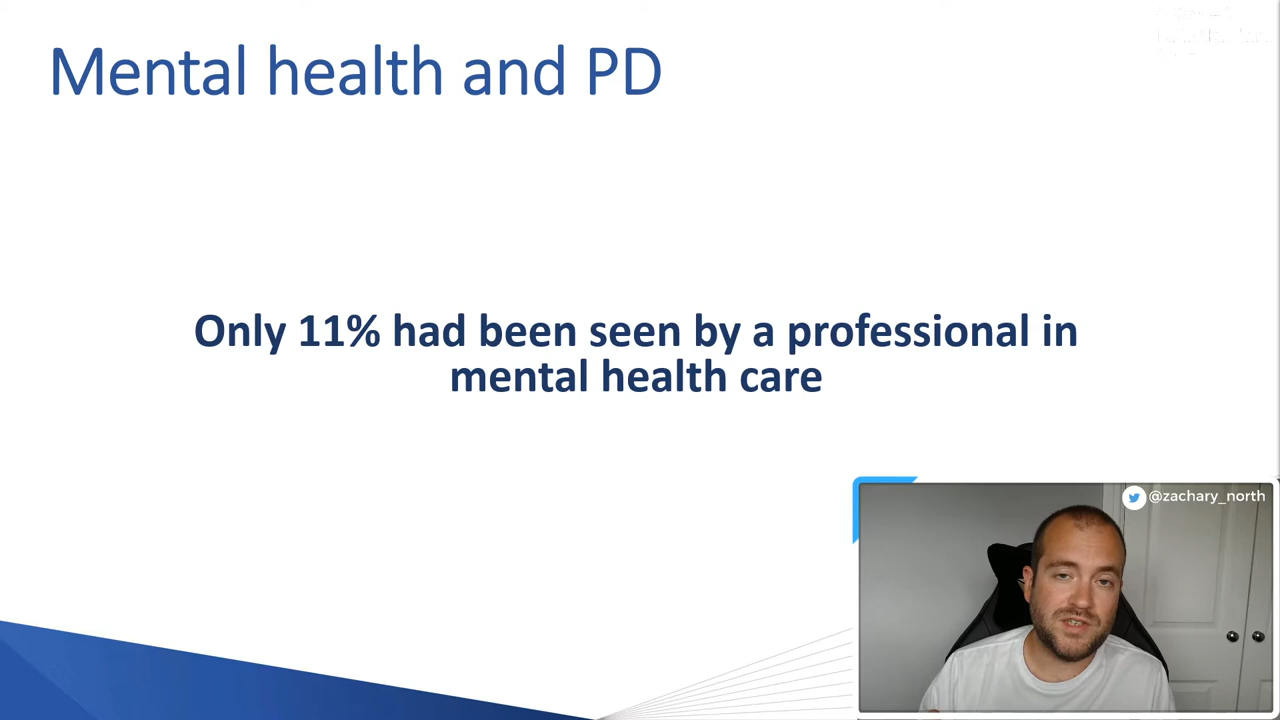 Mental health and PD
Only 11% had been seen by a professional in
mental health care
@zachary_north